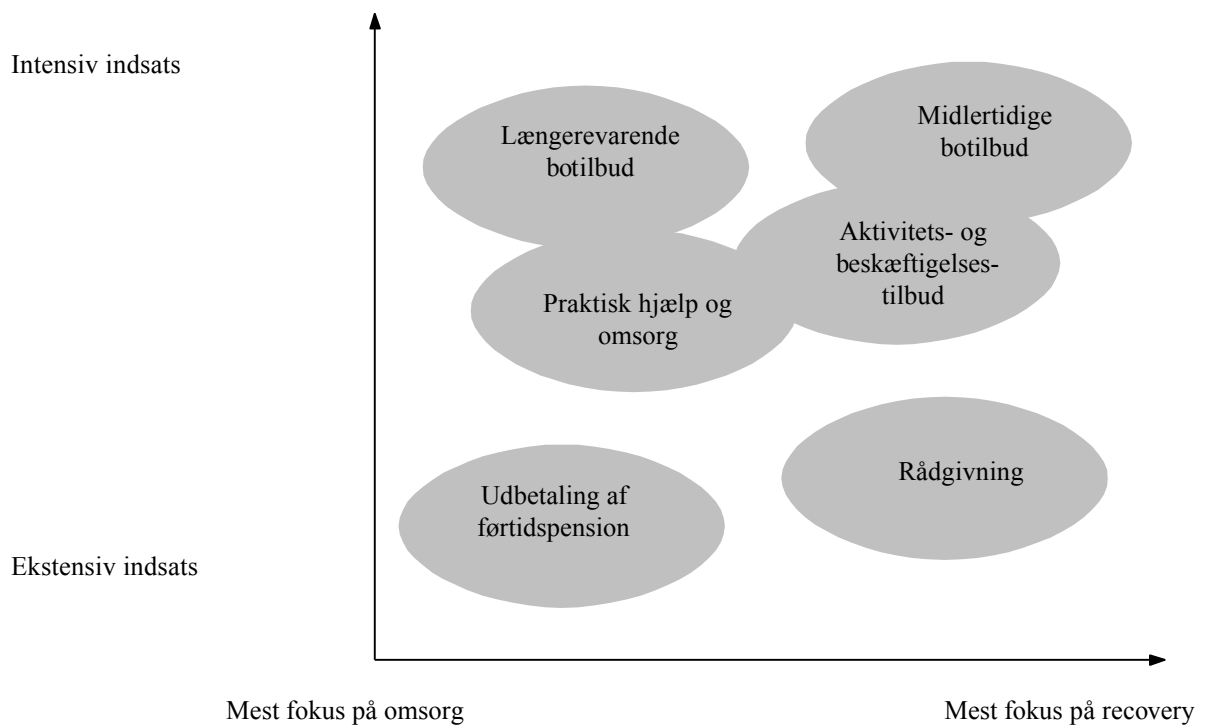 Intensiv indsats
Længerevarende
botilbud
Midlertidige
botilbud
Aktivitets- og
beskæftigelses-
tilbud
Praktisk hjælp og
omsorg
Rådgivning
Udbetaling af
førtidspension
Ekstensiv indsats
Mest fokus på omsorg
Mest fokus på recovery